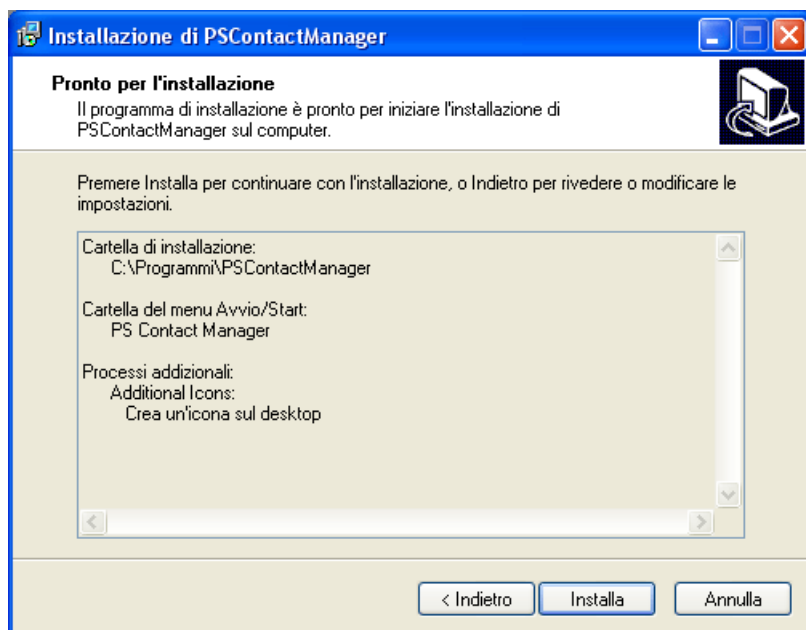 Installazione di PSContactManager
Pronto per l'installazione
Il programma di installazione è pronto per iniziare l'installazione di
PSContactManager sul computer.
Premere Installa per continuare con l'installazione, o Indietro per rivedere o modificare le
impostazioni.
Cartella di installazione:
C:\Programmi\PSContactManager
Cartella del menu Avvio/Start:
PS Contact Manager
Processi addizionali:
Additional Icons:
Crea un'icona sul desktop
< Indietro
Installa
Annulla